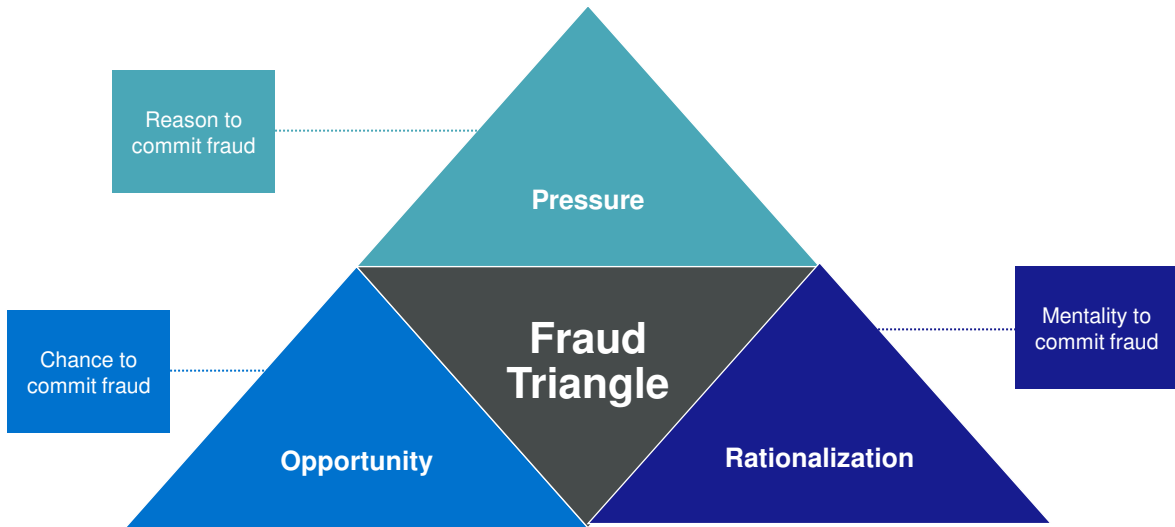 Reason to
commit fraud
Pressure
Chance to
commit fraud
Fraud
Triangle
Mentality to
commit fraud
Opportunity
Rationalization